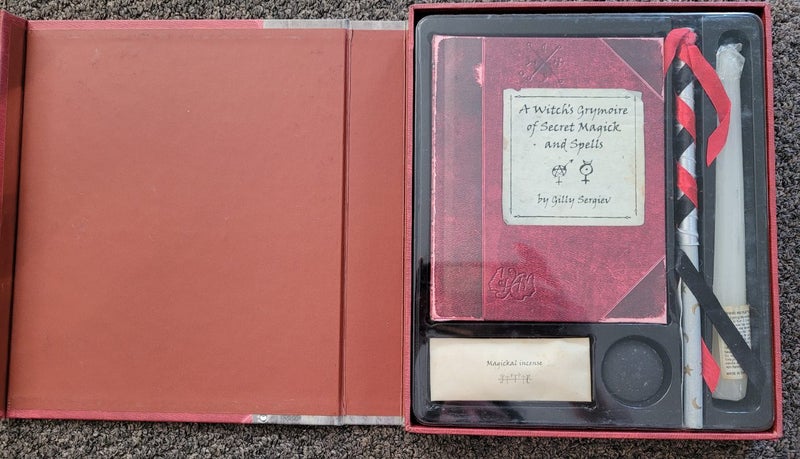 A Witch's Grymoire
of Secret Magick
and Spells
by Gilly Sergiev
Magickal incense